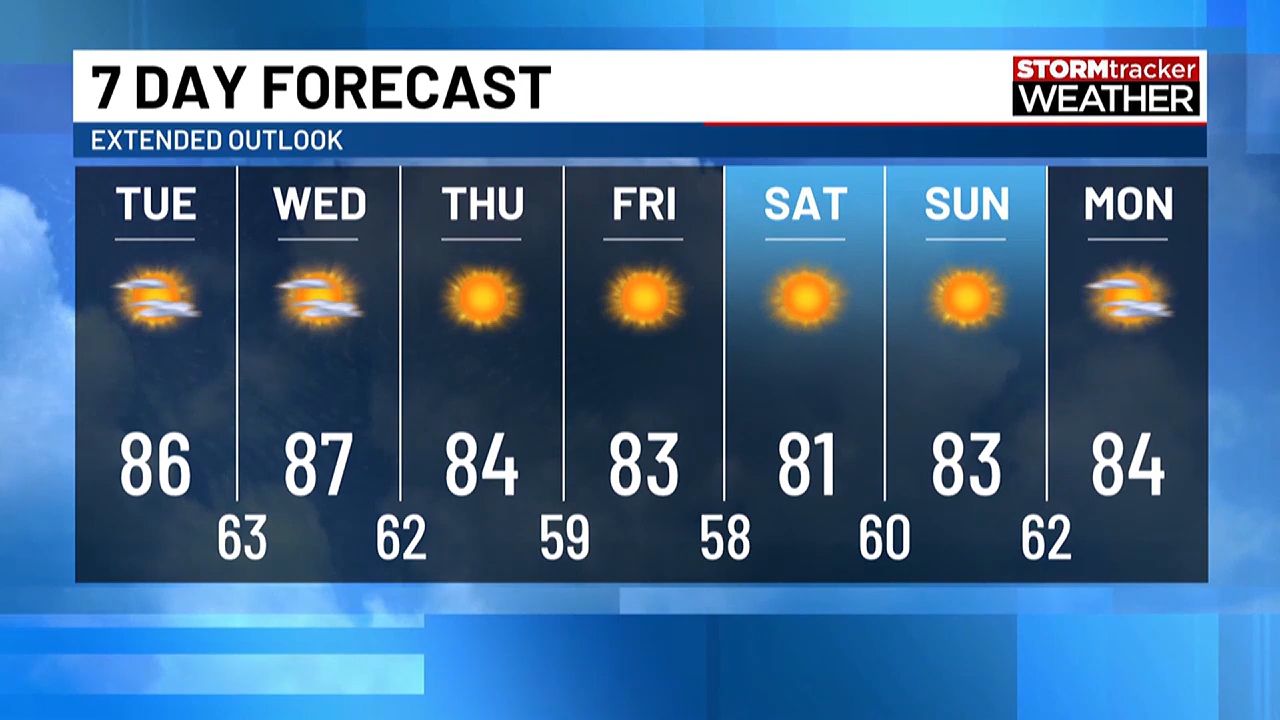 7 DAY FORECAST
STORMtracker
WEATHER
EXTENDED OUTLOOK
TUE WED THU FRI SAT SUN MON
86 87 84 83 81 83 84
63 62 59 58 60 62